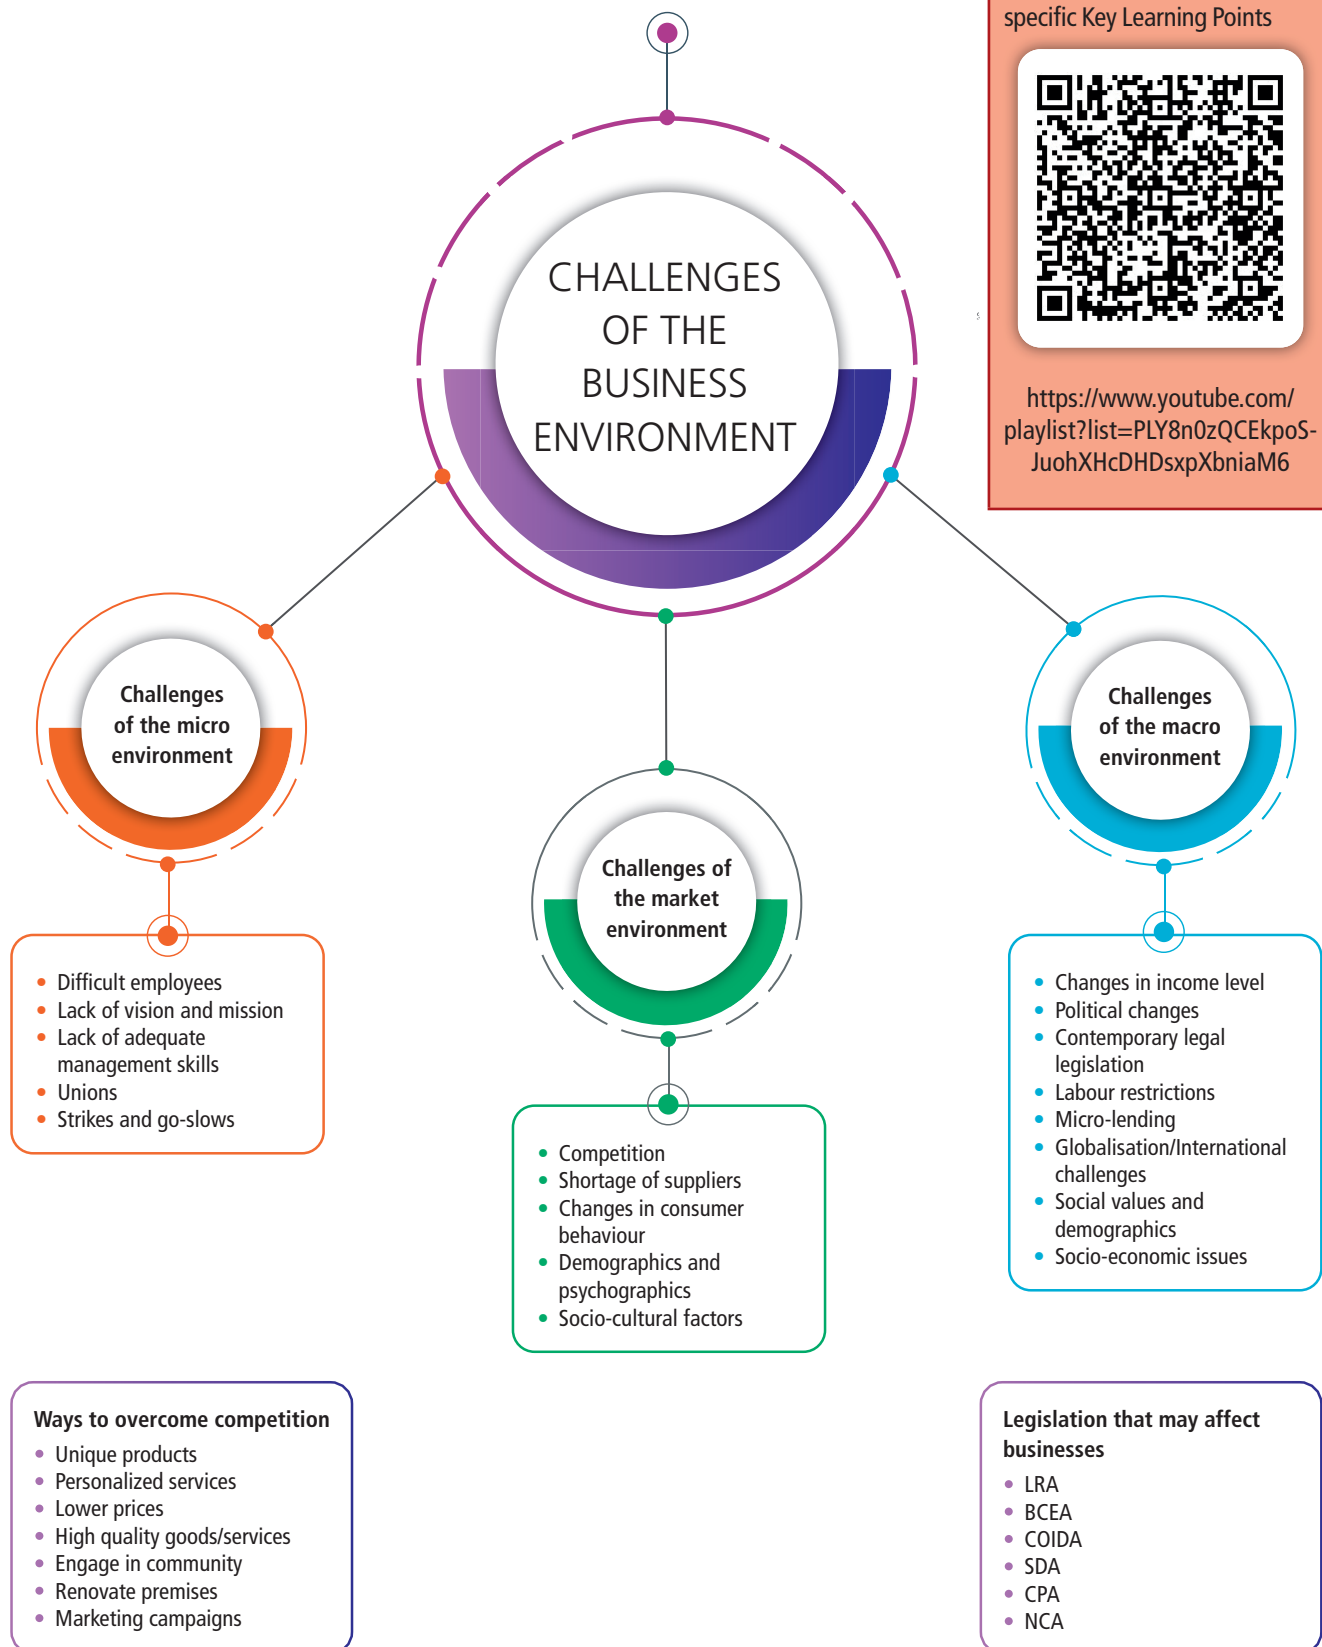 specific Key Learning Points
https://www.youtube.com/
playlist?list=PLY8n0zQCEkpoS-
JuohXHcDHDsxpXbniaM6
CHALLENGES
OF THE
BUSINESS
ENVIRONMENT
Challenges
of the micro
environment
• Difficult employees
• Lack of vision and mission
• Lack of adequate
management skills
• Unions
• Strikes and go-slows
Challenges of
the market
environment
• Competition
• Shortage of suppliers
• Changes in consumer
behaviour
• Demographics and
psychographics
• Socio-cultural factors
Challenges
of the macro
environment
• Changes in income level
• Political changes
• Contemporary legal
legislation
• Labour restrictions
• Micro-lending
• Globalisation/International
challenges
• Social values and
demographics
• Socio-economic issues
Ways to overcome competition
• Unique products
• Personalized services
• Lower prices
• High quality goods/services
• Engage in community
• Renovate premises
• Marketing campaigns
Legislation that may affect
businesses
• LRA
• BCEA
• COIDA
• SDA
• CPA
• NCA